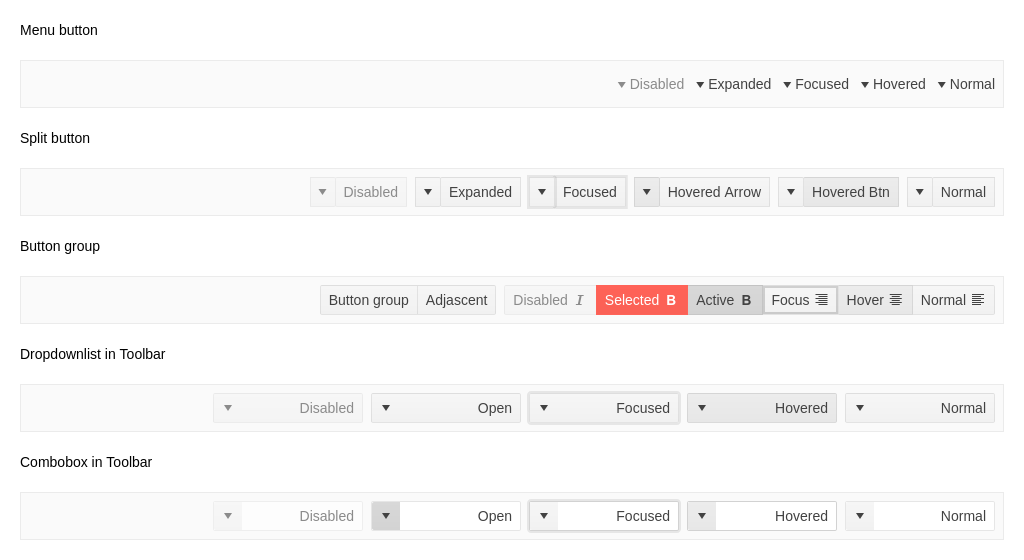 Menu button
Disabled Expanded Focused Hovered Normal
Split button
Disabled Expanded Focused Hovered Arrow Hovered Btn Normal
Button group
Button group Adjascent Disabled I Selected B Active B Focus Hover Normal
Dropdownlist in Toolbar
Disabled Open Focused Hovered Normal
Combobox in Toolbar
Disabled Open Focused Hovered Normal